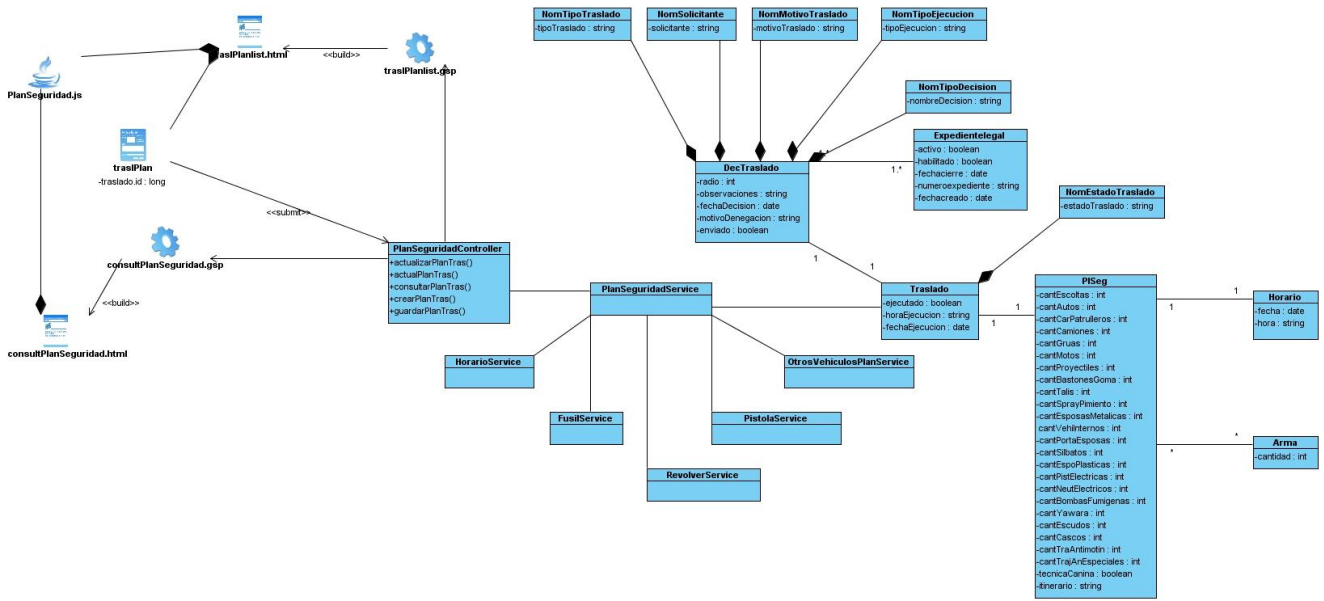 PlanSeguridad.js
traslPlanlist.html
<<build>>
traslPlanlist.gsp
traslPlan
-traslado.id : long
<<submit>>
consultPlanSeguridad.gsp
<<build>>
consultPlanSeguridad.html
PlanSeguridadController
+actualizarPlanTras()
+actualPlanTras()
+consultarPlanTras()
+crearPlanTras()
+guardarPlanTras()
PlanSeguridadService
HorarioService
OtrosVehiculosPlanService
FusilService
PistolaService
RevolverService
NomTipoTraslado
-tipoTraslado : string
NomSolicitante
-solicitante : string
NomMotivoTraslado
-motivoTraslado : string
NomTipoEjecucion
-tipoEjecucion : string
NomTipoDecision
-nombreDecision : string
Expedientelegal
-activo : boolean
-habilitado : boolean
-fechacierre : date
-numeroexpediente : string
-fechacreado : date
1.*
DecTraslado
-radio : int
-observaciones : string
-fechaDecision : date
-motivoDenegacion : string
-enviado : boolean
1
1
NomEstadoTraslado
-estadoTraslado : string
Traslado
-ejecutado : boolean
-horaEjecucion : string
-fechaEjecucion : date
1
1
PlSeg
-cantEscoltas : int
-cantAutos : int
-cantCarPatruleros : int
-cantCamiones : int
-cantGruas : int
-cantMotos : int
-cantProyectiles : int
-cantBastonesGoma : int
-cantTalis : int
-cantSprayPimiento : int
-cantEsposasMetalicas : int
cantVehiInternos : int
-cantPortaEsposas : int
-cantSilbatos : int
-cantEspoPlasticas : int
-cantPistElectricas : int
-cantNeutElectricos : int
-cantBombasFumigenas : int
-cantYawara : int
-cantEscudos : int
-cantCascos : int
-cantTraAntimotin : int
-cantTrajAnEspeciales : int
-tecnicaCanina : boolean
-itinerario : string
1
1
Horario
-fecha : date
-hora : string
*
*
Arma
-cantidad : int